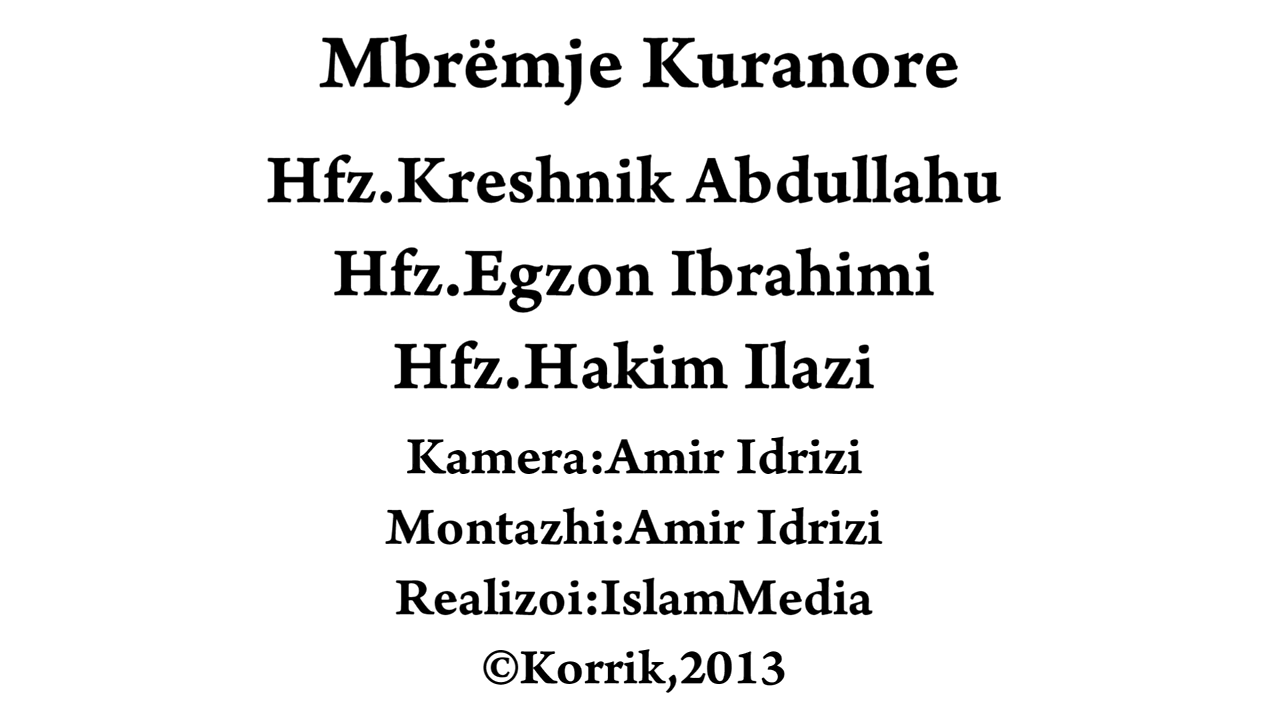 Mbrëmje Kuranore
Hfz.Kreshnik Abdullahu
Hfz.Egzon Ibrahimi
Hfz.Hakim Ilazi
Kamera:Amir Idrizi
Montazhi:Amir Idrizi
Realizoi:IslamMedia
©Korrik,2013